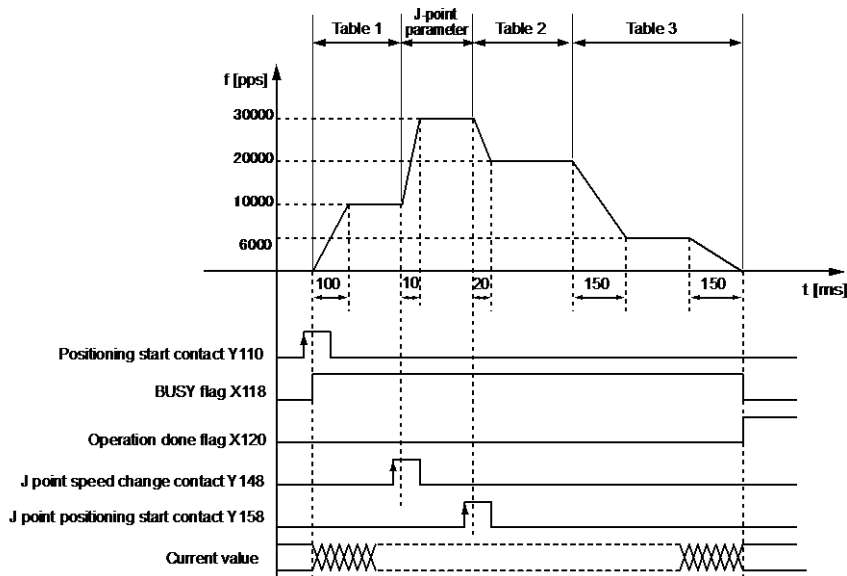 Table 1
J-point
parameter
Table 2
Table 3
f [pps]
30000
20000
10000
6000
100
10
20
150
150
t [ms]
Positioning start contact Y110
BUSY flag X118
Operation done flag X120
J point speed change contact Y148
J point positioning start contact Y158
Current value